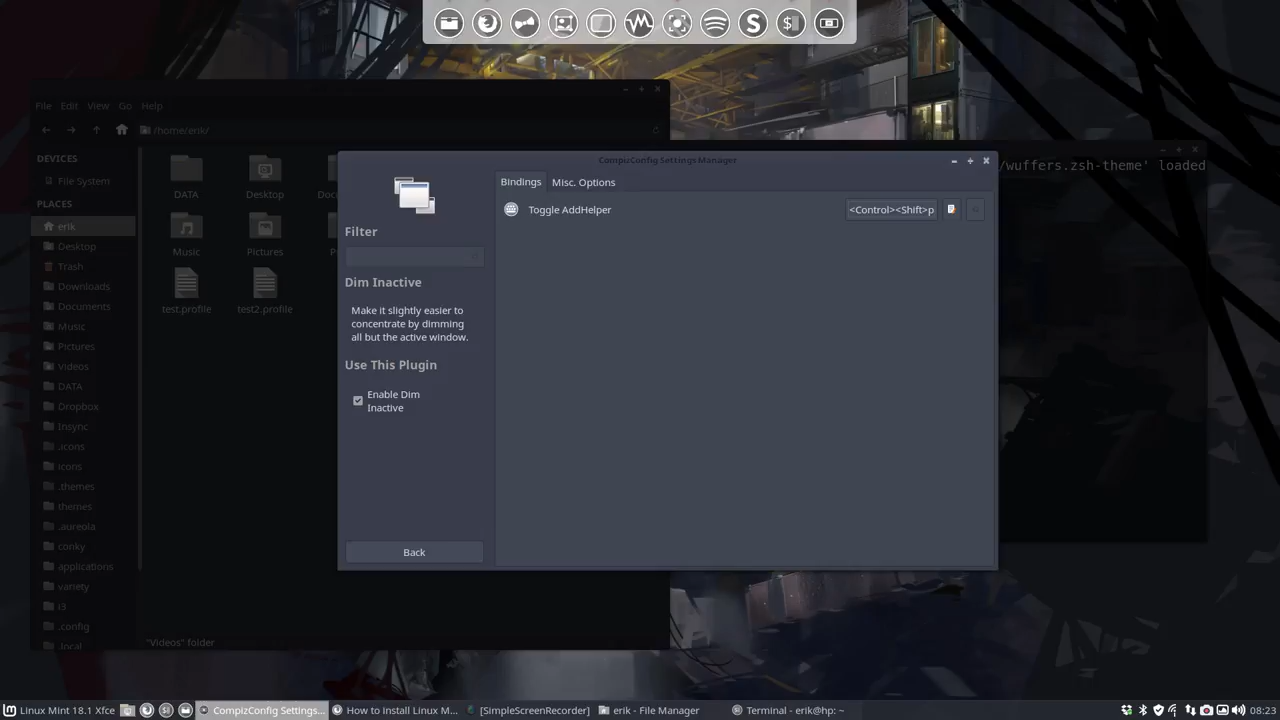 File Edit View Go Help
/home/erik/
DEVICES
File System
PLACES
erik
Desktop
Trash
Downloads
Documents
Music
Pictures
Videos
DATA
Dropbox
Insync
.icons
icons
.themes
themes
.aureola
conky
applications
variety
i3
.config
.local
DATA
Desktop
Music
Pictures
test.profile
test2.profile
"Videos" folder
CompizConfig Settings Manager
Filter
Dim Inactive
Make it slightly easier to
concentrate by dimming
all but the active window.
Use This Plugin
Enable Dim
Inactive
Back
Bindings Misc. Options
Toggle AddHelper
<Control><Shift>p
/wuffers.zsh-theme' loaded
Linux Mint 18.1 Xfce
CompizConfig Settings...
How to install Linux M...
[SimpleScreenRecorder]
erik - File Manager
Terminal - erik@hp: ~
08:23